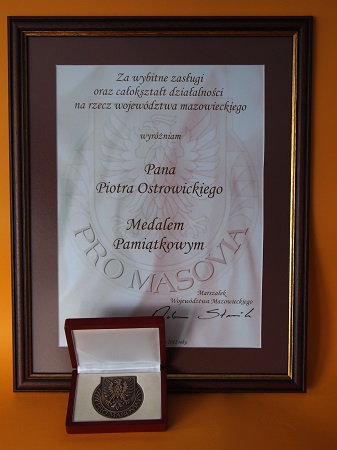 Za wybitne zasługi
oraz całokształt działalności
na rzecz województwa mazowieckiego
wyróżniam
Pana
Piotra Ostrowickiego
Medalem
Pamiątkowym
PRO MASOVIA
Marszałek
Województwa Mazowieckiego